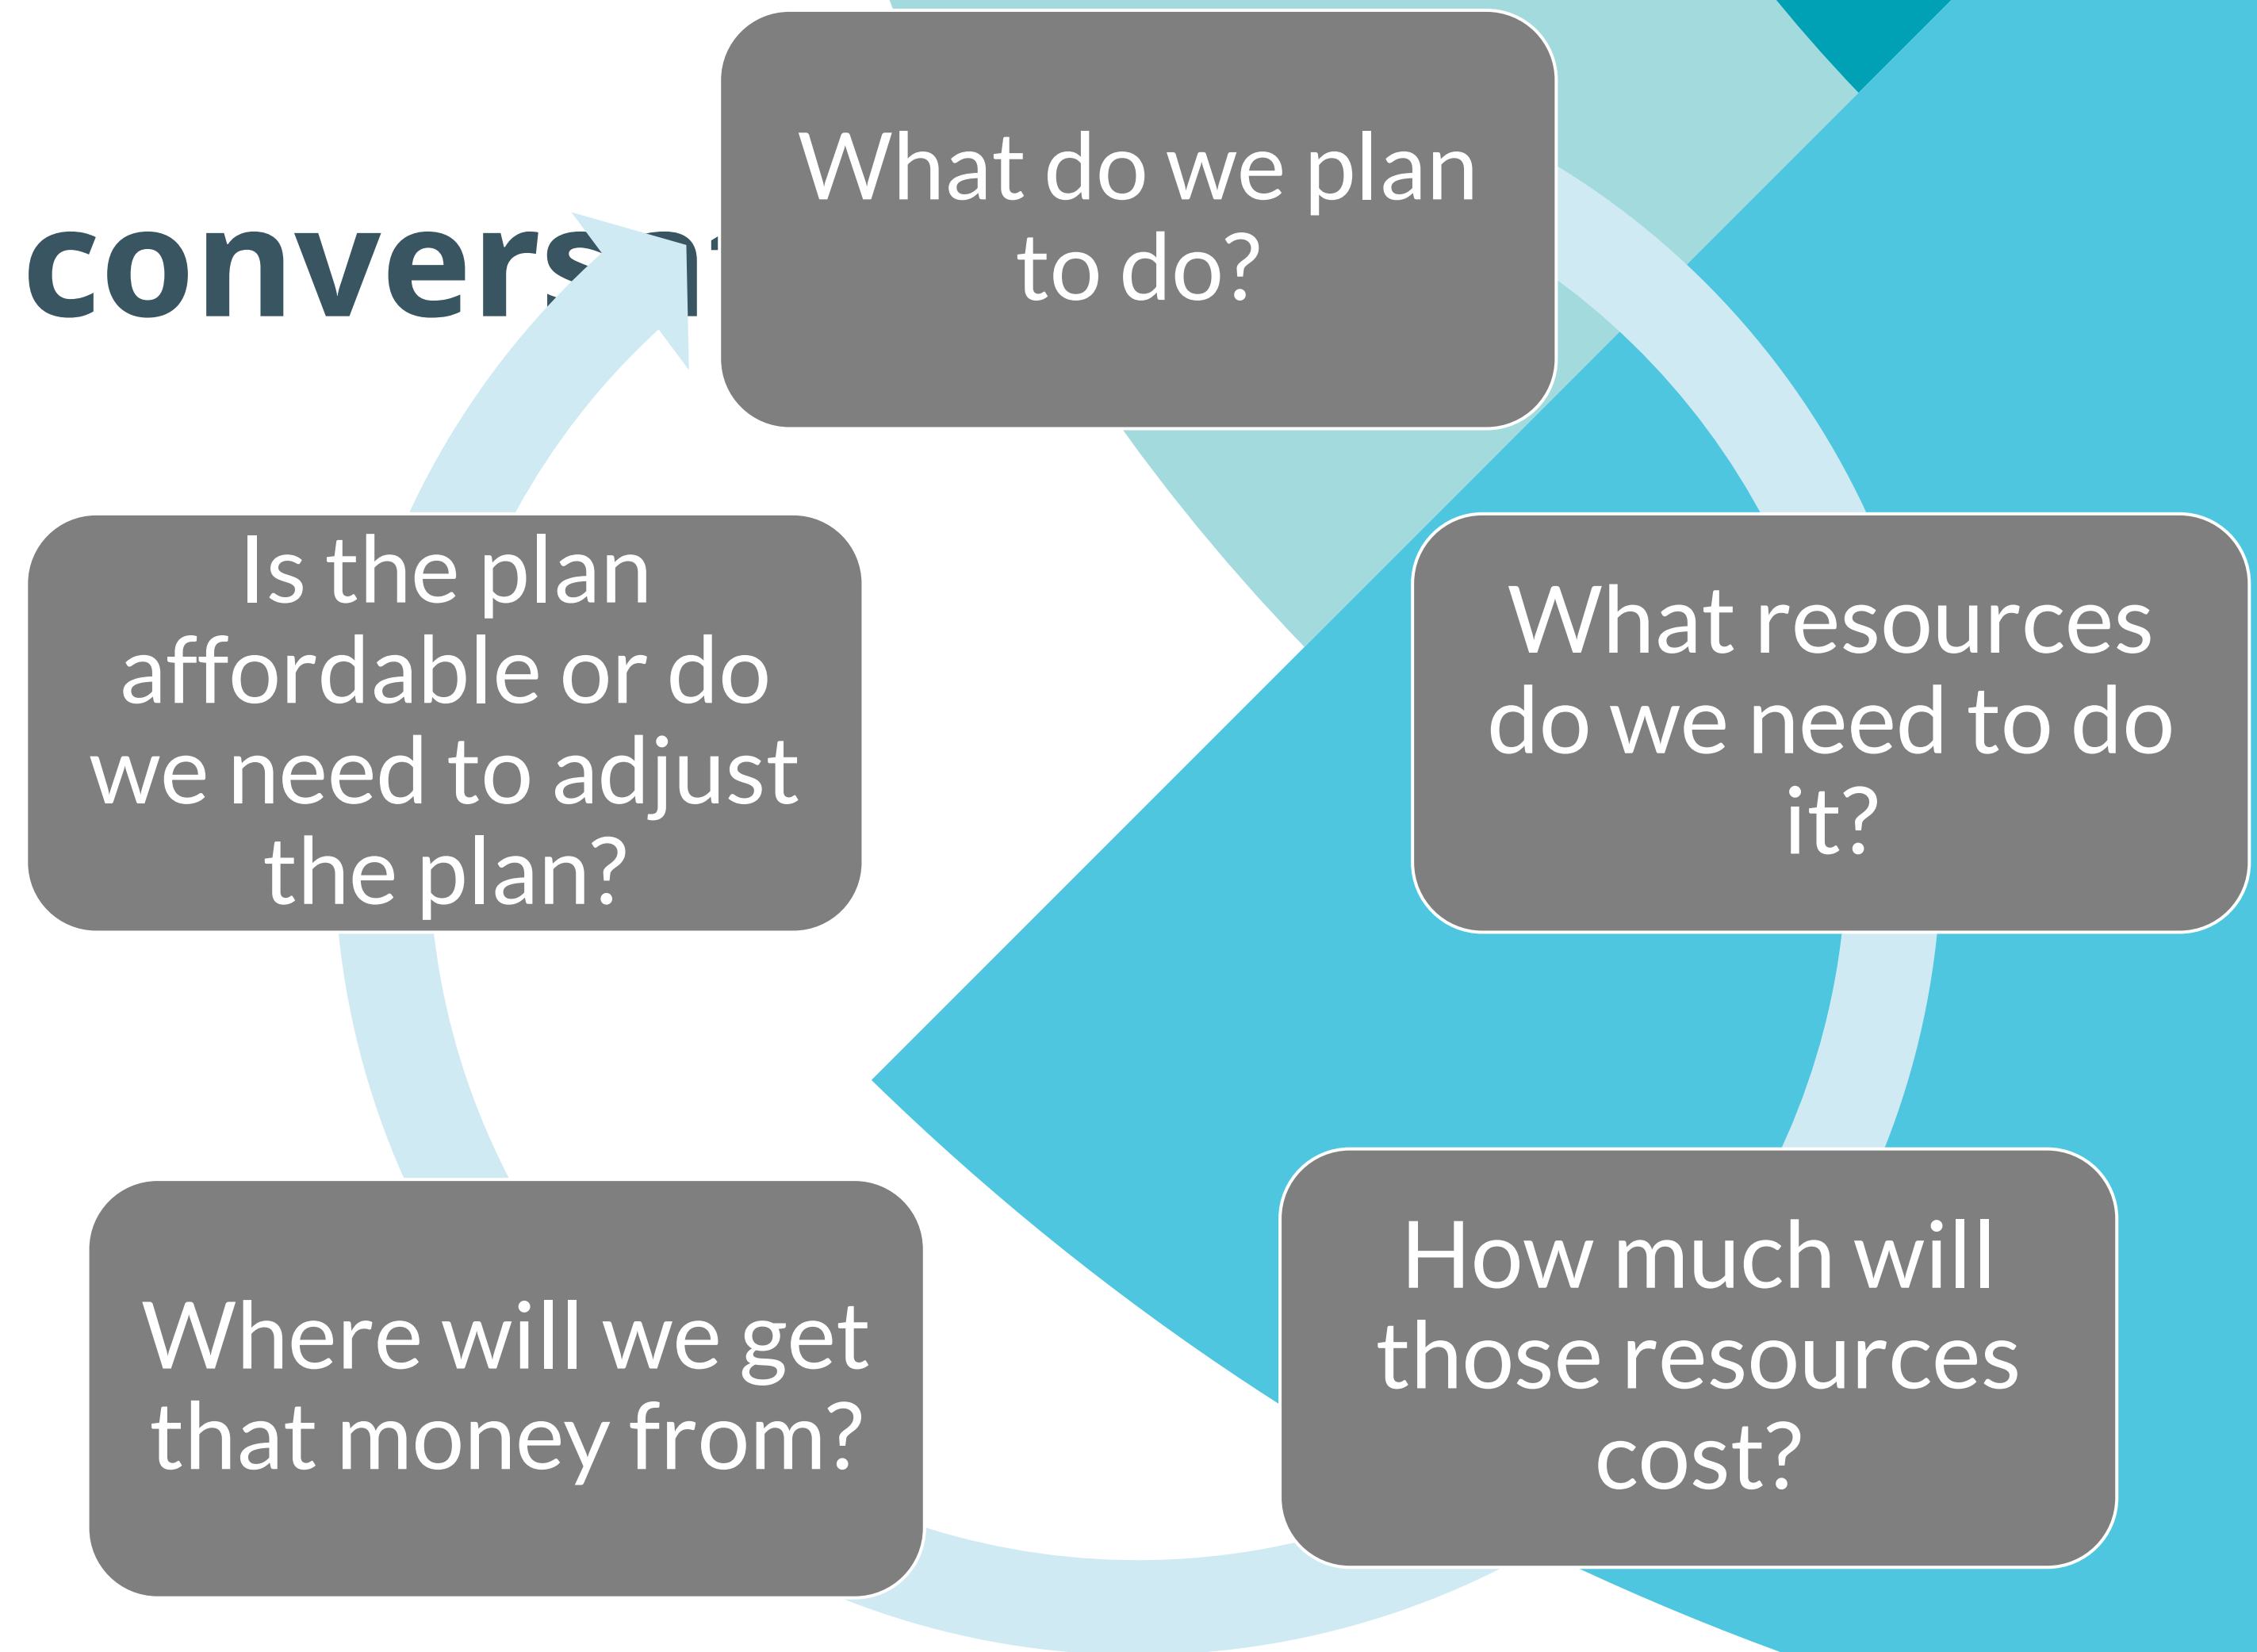 What do we plan
to do?
What resources
do we need to do
it?
How much will
those resources
cost?
Where will we get
that money from?
Is the plan
affordable or do
we need to adjust
the plan?